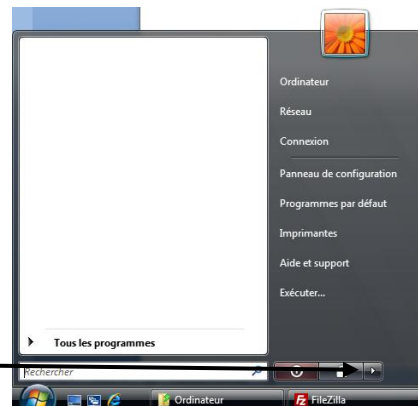 Ordinateur
Réseau
Connexion
Panneau de configuration
Programmes par défaut
Imprimantes
Aide et support
Exécuter...
Tous les programmes
Rechercher
Ordinateur
FileZilla